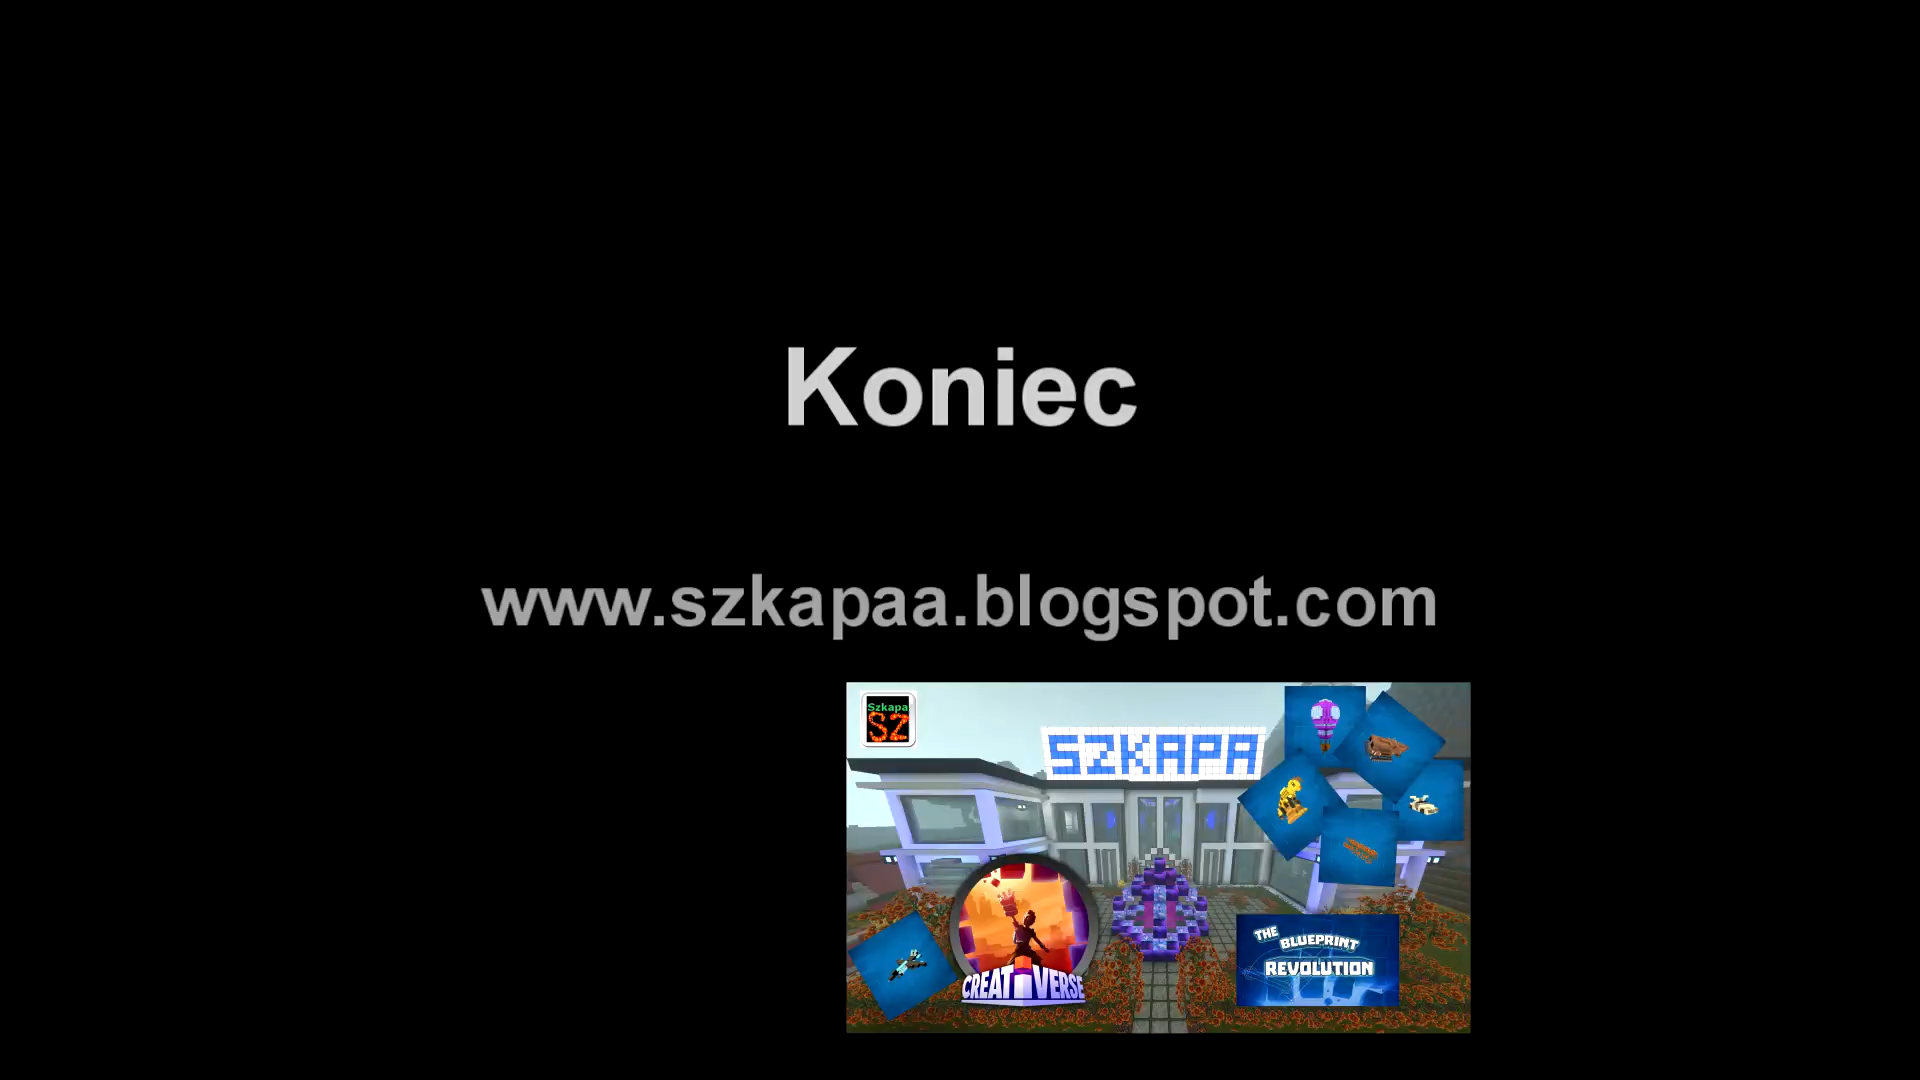 Koniec
www.szkapaa.blogspot.com
Szkapa
SZ
SZKAPA
CREATIVERSE
THE
BLUEPRINT
REVOLUTION